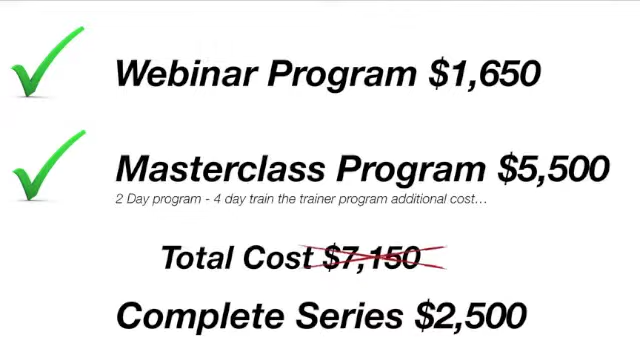 Webinar Program $1,650
Masterclass Program $5,500
2 Day program - 4 day train the trainer program additional cost...
Total Cost $7,150
Complete Series $2,500